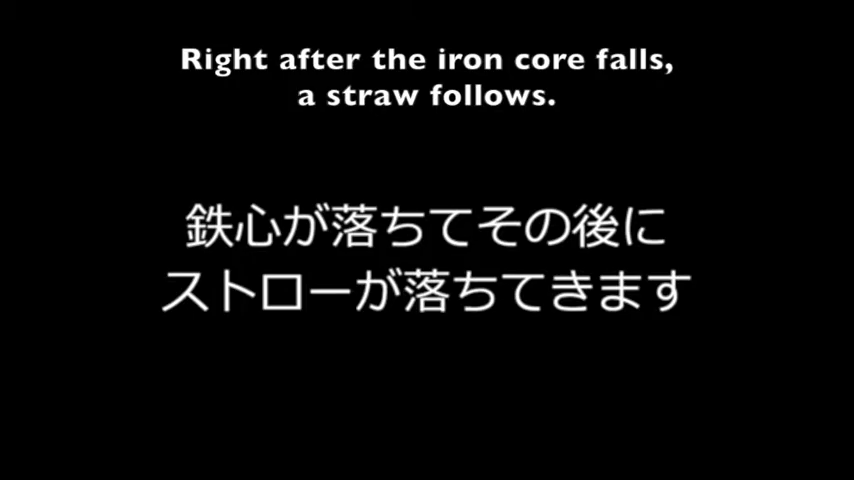 Right after the iron core falls,
a straw follows.
鉄心が落ちてその後に
ストローが落ちてきます